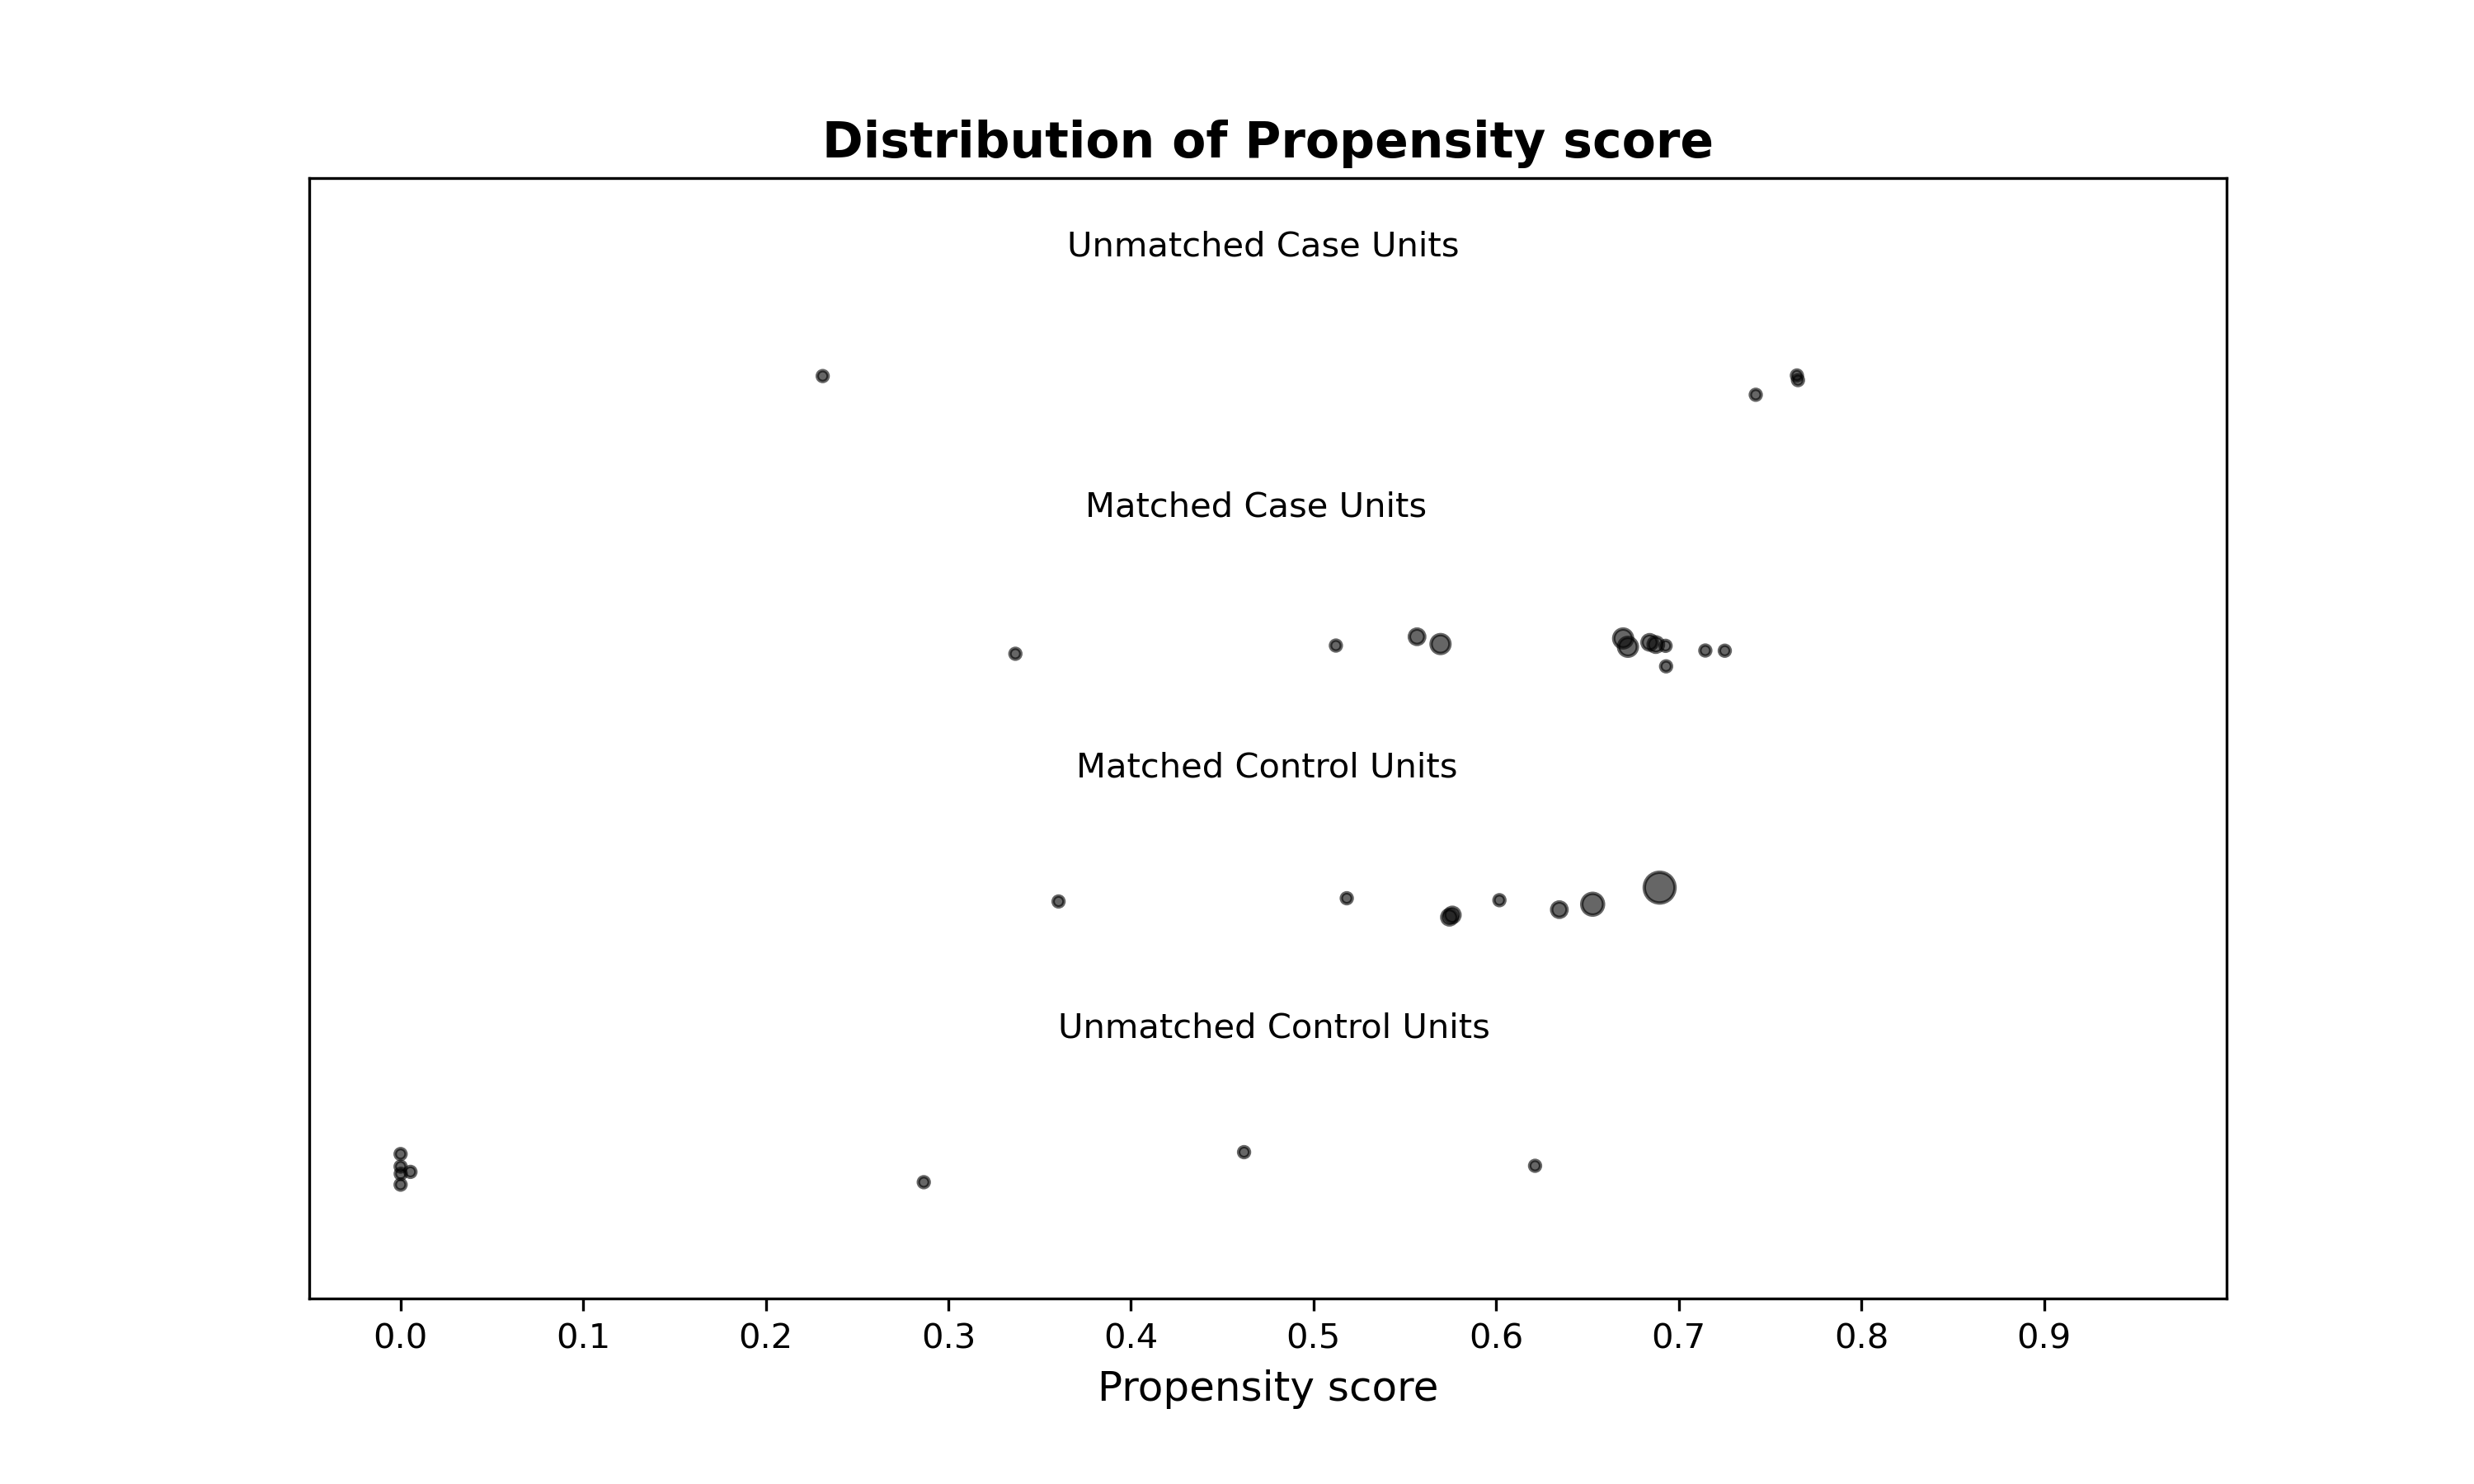 Distribution of Propensity score
Unmatched Case Units
Matched Case Units
Matched Control Units
Unmatched Control Units
0.0 0.1 0.2 0.3 0.4 0.5 0.6 0.7 0.8 0.9
Propensity score